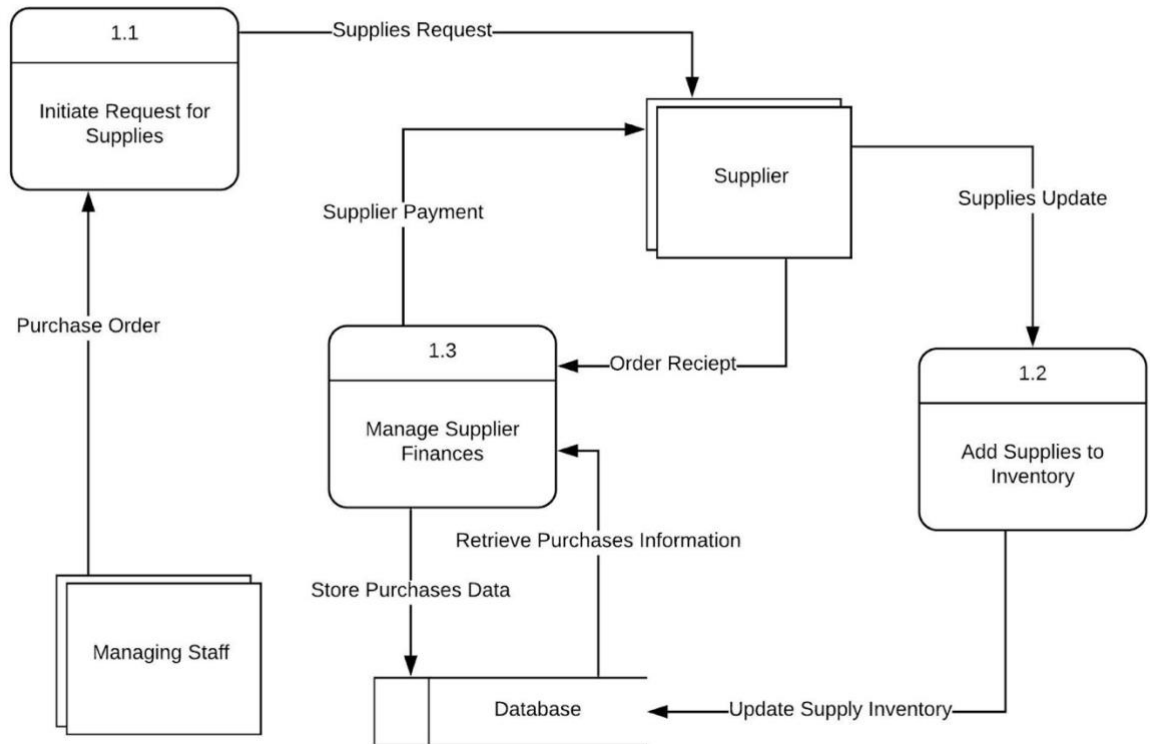 1.1
Initiate Request for
Supplies
Supplies Request
Supplier
Supplier Payment
Supplies Update
Purchase Order
1.3
Manage Supplier
Finances
Order Reciept
1.2
Add Supplies to
Inventory
Retrieve Purchases Information
Store Purchases Data
Managing Staff
Database
Update Supply Inventory